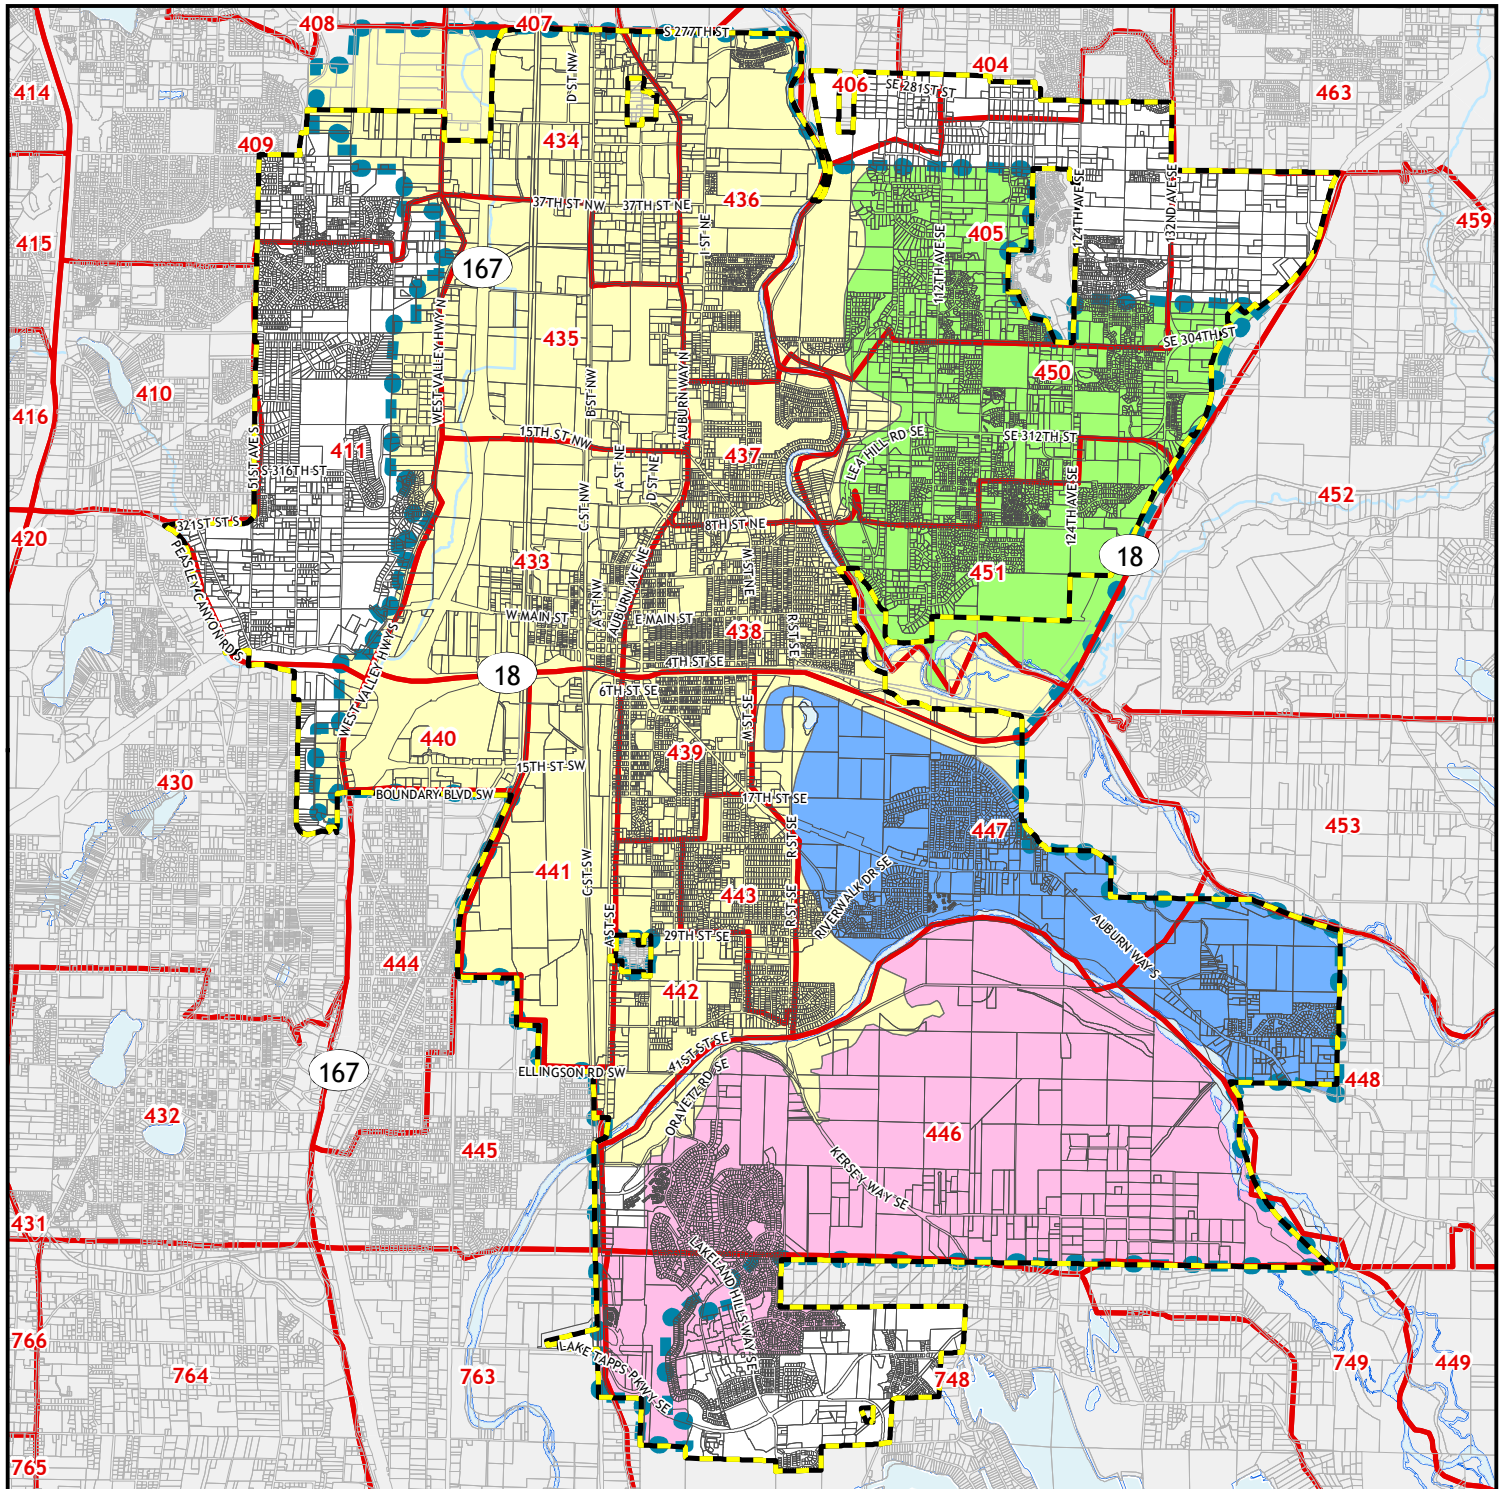 408
407
S 277TH ST
404
406
SE 281ST ST
463
414
D ST NW
409
434
124TH AVE SE
132ND AVE SE
37TH ST NW
37TH ST NE
436
I ST NE
405
112TH AVE SE
459
415
167
WEST VALLEY HWY N
435
SE 304TH ST
450
410
B ST NW
AUBURN WAY N
416
15TH ST NW
SE 312TH ST
LEA HILL RD SE
411
S 316TH ST
51ST AVE S
A ST NE
D ST NE
437
452
C ST NW
124TH AVE SE
321ST ST S
8TH ST NE
420
PEASLEY CANYON RD S
433
18
451
M ST NE
A ST NW
AUBURN AVE NE
W MAIN ST
E MAIN ST
438
R ST SE
WEST VALLEY HWY S
4TH ST SE
18
6TH ST SE
M ST SE
440
439
15TH ST SW
430
BOUNDARY BLVD SW
17TH ST SE
447
453
R ST SE
441
C ST SW
443
R ST SE
RIVERWALK DR SE
A ST SE
29TH ST SE
AUBURN WAY S
444
442
41ST ST SE
167
ELLINGSON RD SW
ORAVETZ RD SE
448
432
446
445
KERSEY WAY SE
431
LAKELAND HILLS WAY SE
766
LAKE TAPPS PKWY SE
764
763
748
749
449
765